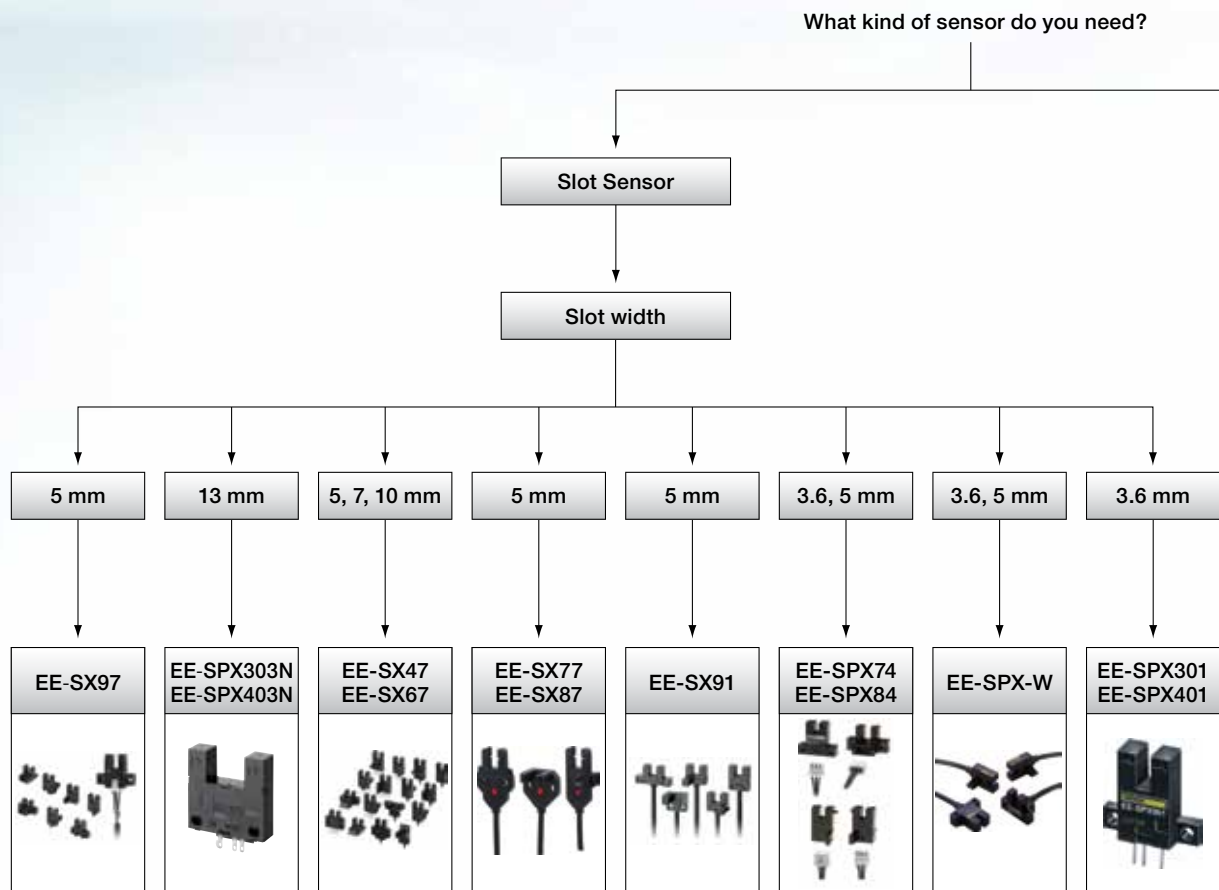 What kind of sensor do you need?
Slot Sensor
Slot width
5 mm
13 mm
5, 7, 10 mm
5 mm
5 mm
3.6, 5 mm
3.6, 5 mm
3.6 mm
EE-SX97
EE-SPX303N
EE-SPX403N
EE-SX47
EE-SX67
EE-SX77
EE-SX87
EE-SX91
EE-SPX74
EE-SPX84
EE-SPX-W
EE-SPX301
EE-SPX401